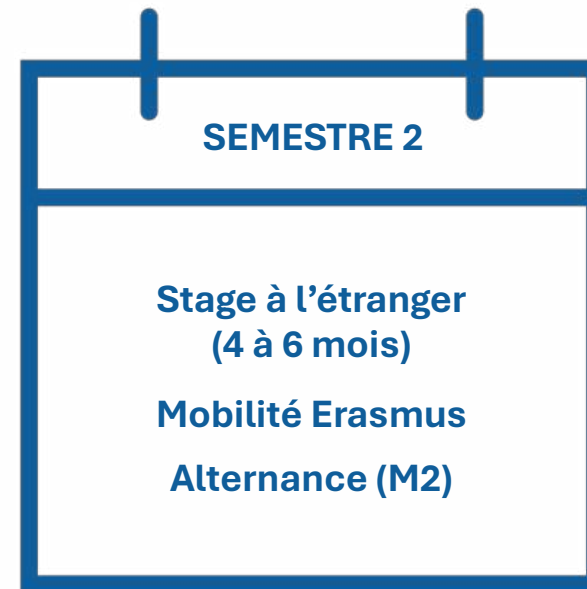 SEMESTRE 2
Stage à l’étranger
(4 à 6 mois)
Mobilité Erasmus
Alternance (M2)